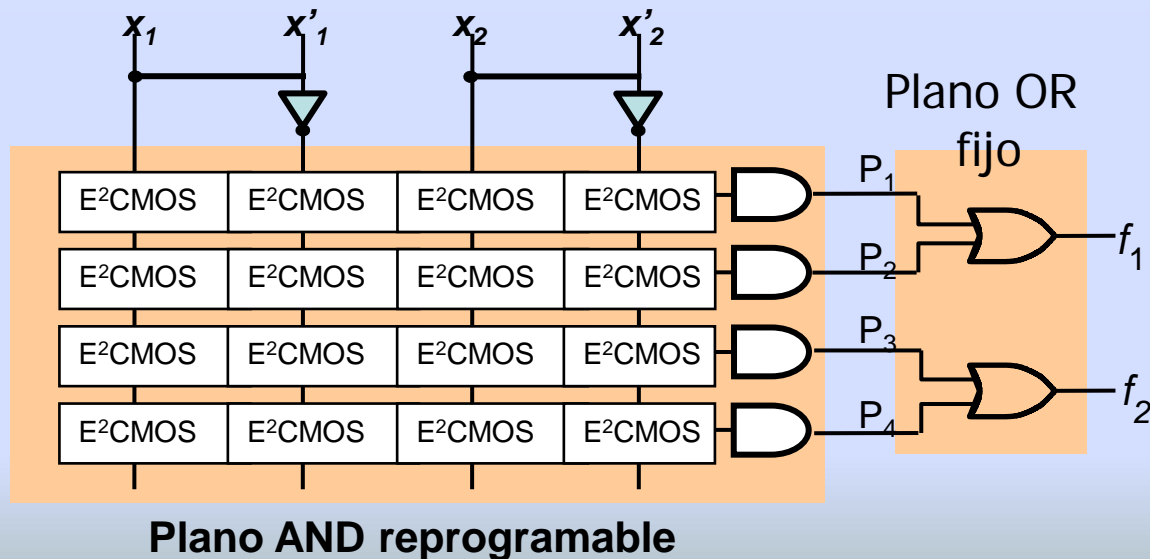 x₁ x'₁ x₂ x'₂
Plano OR
fijo
E²CMOS E²CMOS E²CMOS E²CMOS P₁
f₁
E²CMOS E²CMOS E²CMOS E²CMOS P₂
E²CMOS E²CMOS E²CMOS E²CMOS P₃
f₂
E²CMOS E²CMOS E²CMOS E²CMOS P₄
Plano AND reprogramable